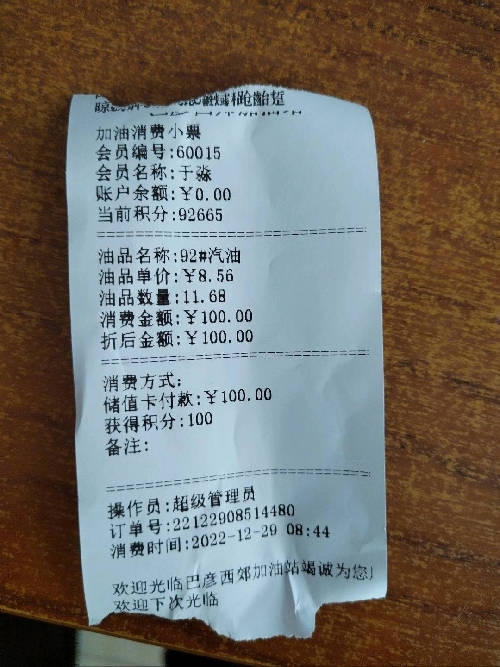 加油消费小票
会员编号:60015
会员名称:于淼
账户余额:￥0.00
当前积分:92665
油品名称:92#汽油
油品单价:￥8.56
油品数量:11.68
消费金额:￥100.00
折后金额:￥100.00
消费方式:
储值卡付款:￥100.00
获得积分:100
备注:
操作员:超级管理员
订单号:22122908514480
消费时间:2022-12-29 08:44
欢迎光临巴彦西郊加油站竭诚为您
欢迎下次光临